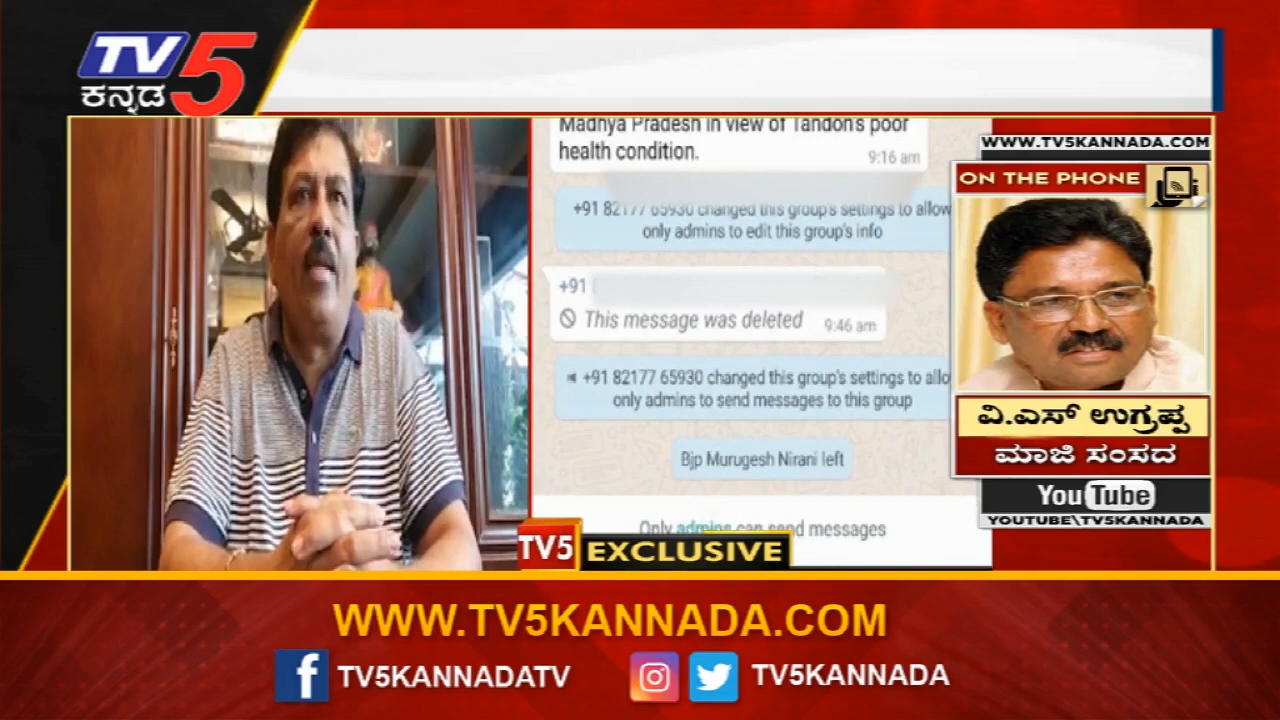 TV5
ಕನ್ನಡ
Madhya Pradesh in view of Tandon's poor
health condition.
9:16 am
+91 82177 65930 changed this group's settings to allow
only admins to edit this group's info
+91
This message was deleted
9:46 am
+91 82177 65930 changed this group's settings to allo
only admins to send messages to this group
Bjp Murugesh Nirani left
Only admins can send messages
TV5 EXCLUSIVE
WWW.TV5KANNADA.COM
ON THE PHONE
ವಿ.ಎಸ್ ಉಗ್ರಪ್ಪ
ಮಾಜಿ ಸಂಸದ
YouTube
YOUTUBE\TV5KANNADA
WWW.TV5KANNADA.COM
f TV5KANNADATV
TV5KANNADA